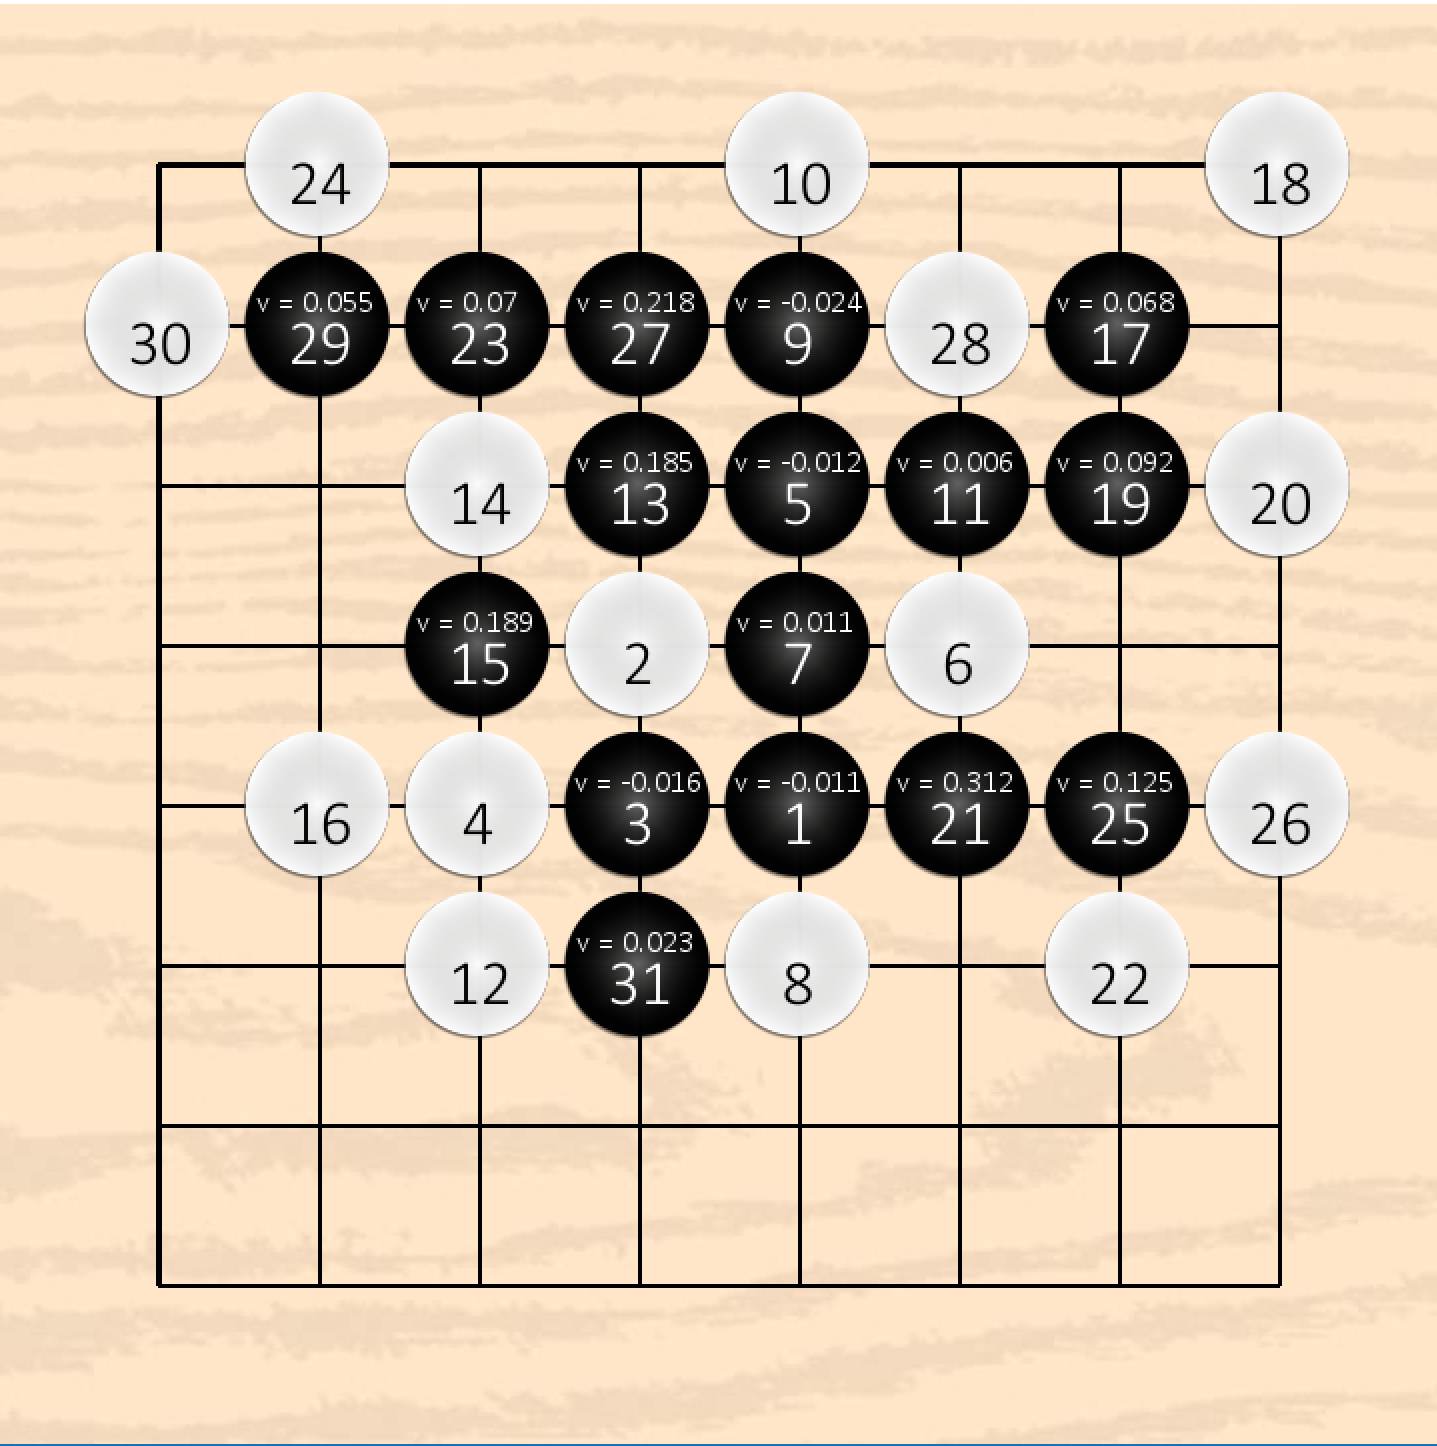 24
10
18
30
v = 0.055
29
v = 0.07
23
v = 0.218
27
v = -0.024
9
28
v = 0.068
17
14
v = 0.185
13
v = -0.012
5
v = 0.006
11
v = 0.092
19
20
v = 0.189
15
2
v = 0.011
7
6
16
4
v = -0.016
3
v = -0.011
1
v = 0.312
21
v = 0.125
25
26
12
v = 0.023
31
8
22